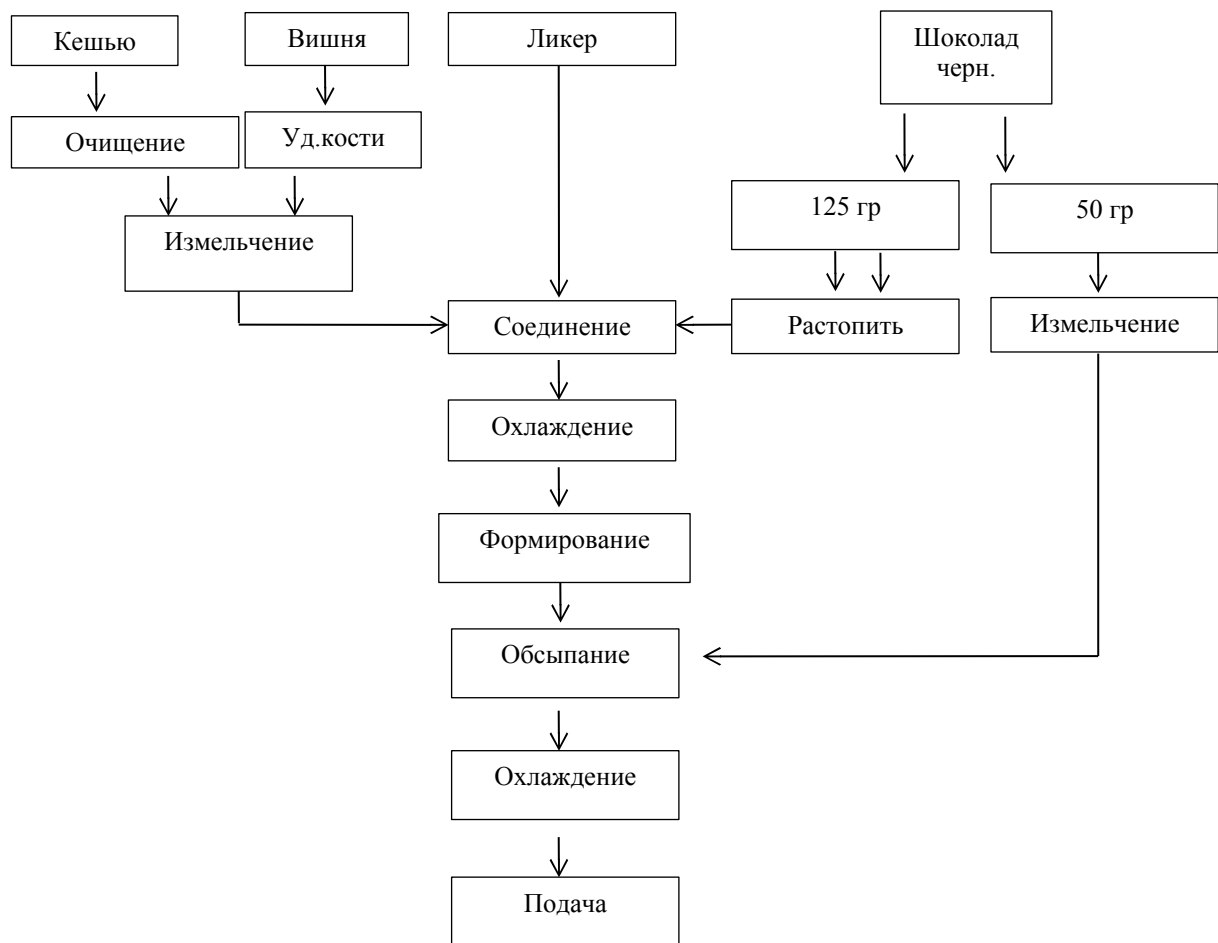 Кешью
Вишня
Ликер
Шоколад
черн.
Очищение
Уд.кости
125 гр
50 гр
Измельчение
Соединение
Растопить
Измельчение
Охлаждение
Формирование
Обсыпание
Охлаждение
Подача